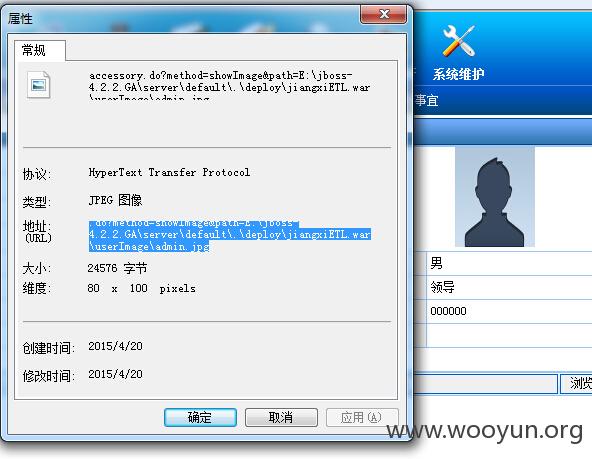 属性
常规
accessory.do?method=showImage&path=E:\jboss-
4.2.2.GA\server\default\.\deploy\jiangxiETL.war
\userImage\admin.jpg
协议:
HyperText Transfer Protocol
类型:
JPEG 图像
地址:
(URL)
.do?method=showImage&path=E:\jboss-
4.2.2.GA\server\default\.\deploy\jiangxiETL.war
\userImage\admin.jpg
大小:
24576 字节
维度:
80 x 100 pixels
创建时间:
2015/4/20
修改时间:
2015/4/20
确定
取消
应用(A)
系统维护
事宜
男
领导
000000
浏览
www.wooyun.org